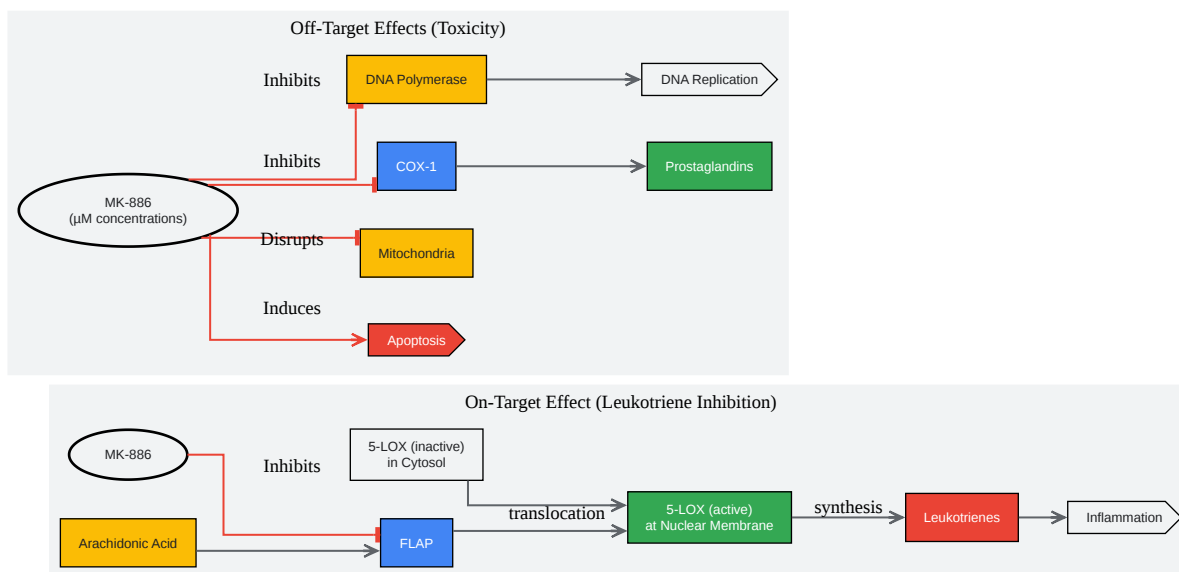 Off-Target Effects (Toxicity)
Inhibits
DNA Polymerase
DNA Replication
Inhibits
COX-1
Prostaglandins
MK-886
(µM concentrations)
Disrupts
Mitochondria
Induces
Apoptosis
On-Target Effect (Leukotriene Inhibition)
MK-886
Inhibits
5-LOX (inactive)
in Cytosol
translocation
5-LOX (active)
at Nuclear Membrane
synthesis
Leukotrienes
Inflammation
Arachidonic Acid
FLAP